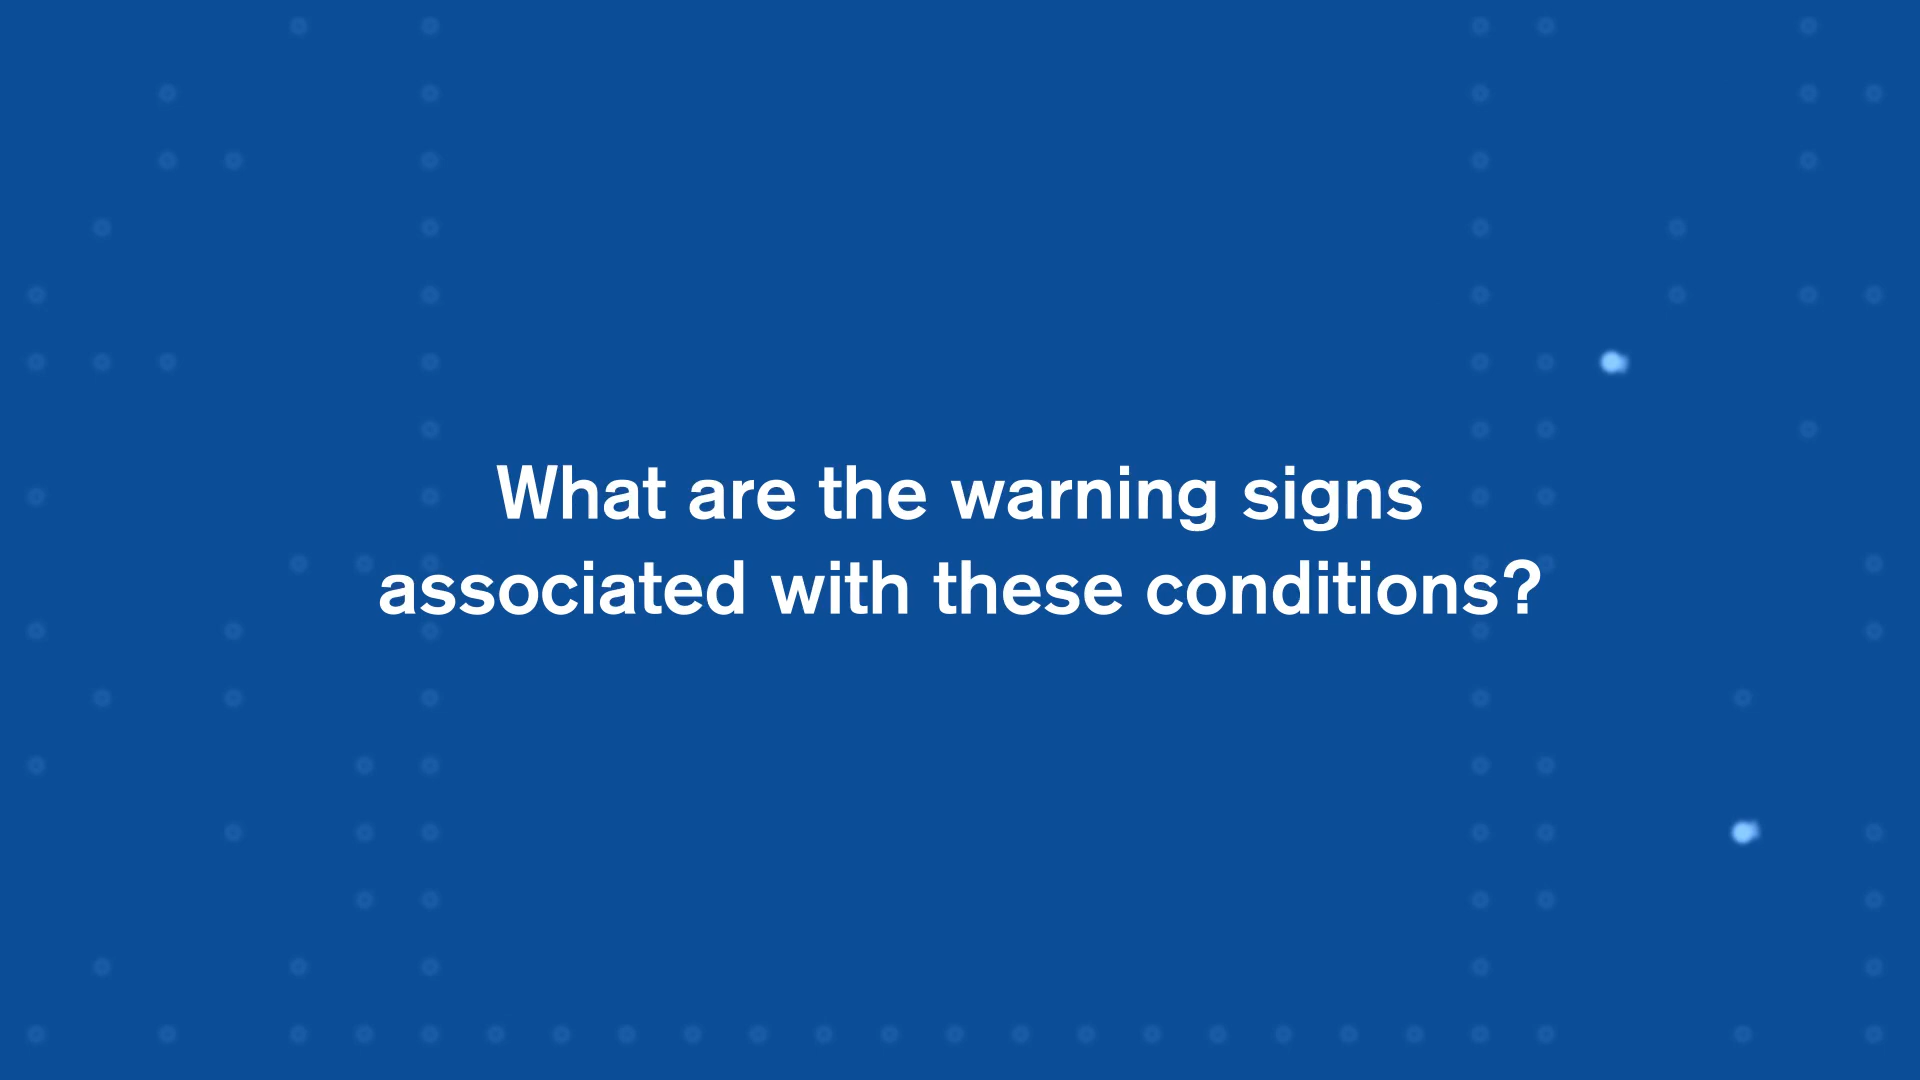 What are the warning signs
associated with these conditions?